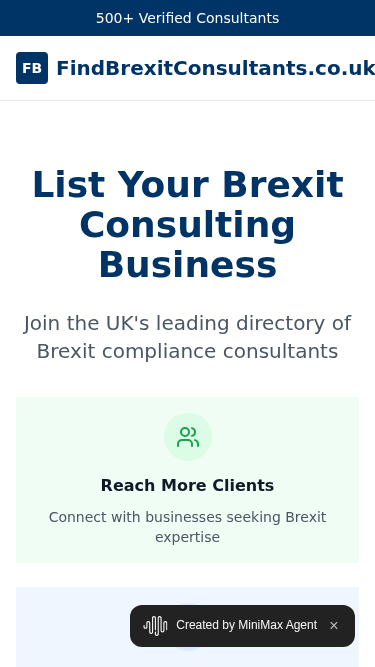 500+ Verified Consultants
FB FindBrexitConsultants.co.uk
List Your Brexit
Consulting
Business
Join the UK's leading directory of
Brexit compliance consultants
Reach More Clients
Connect with businesses seeking Brexit
expertise
Created by MiniMax Agent ×